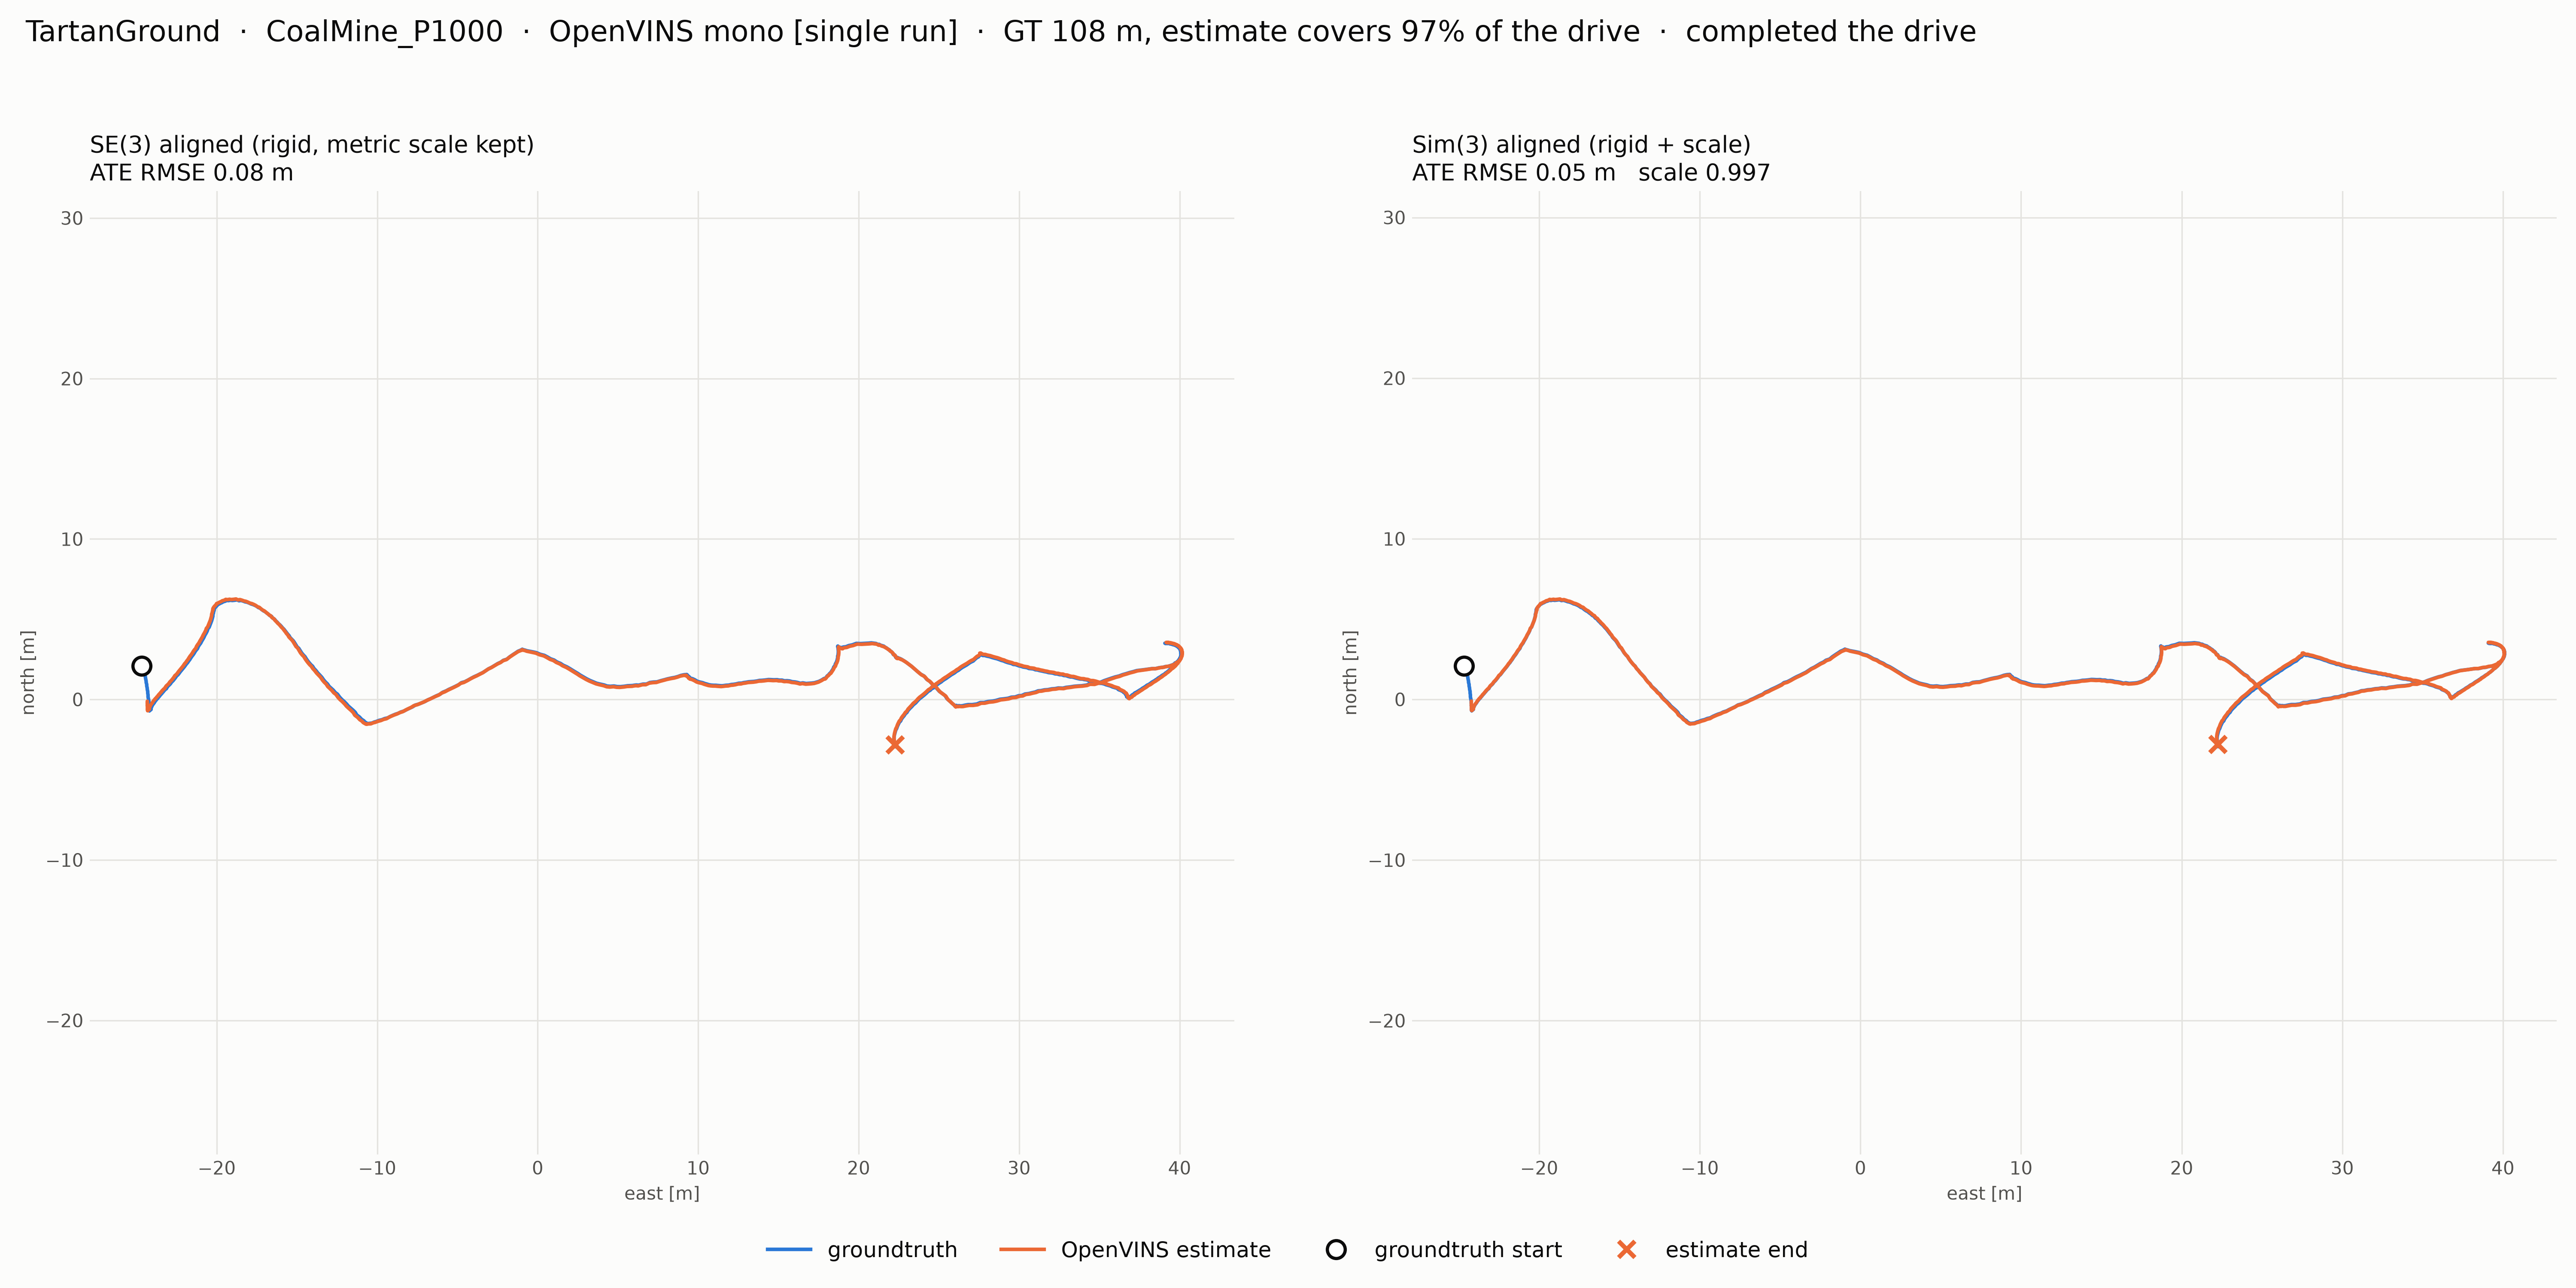 TartanGround · CoalMine_P1000 · OpenVINS mono [single run] · GT 108 m, estimate covers 97% of the drive · completed the drive
SE(3) aligned (rigid, metric scale kept)
ATE RMSE 0.08 m
30
20
10
0
−10
−20
north [m]
−20
−10
0
10
20
30
40
east [m]
Sim(3) aligned (rigid + scale)
ATE RMSE 0.05 m   scale 0.997
30
20
10
0
−10
−20
north [m]
−20
−10
0
10
20
30
40
east [m]
groundtruth
OpenVINS estimate
groundtruth start
estimate end